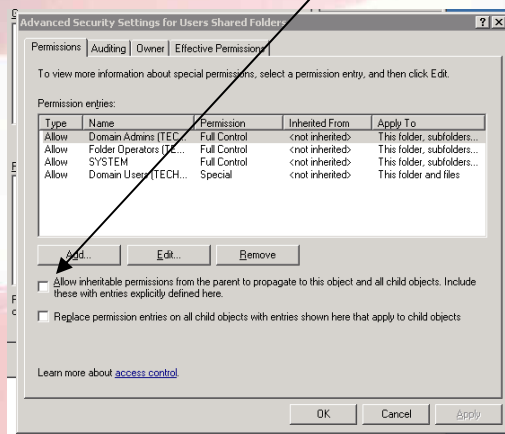 Advanced Security Settings for Users Shared Folders
Permissions Auditing Owner Effective Permissions
To view more information about special permissions, select a permission entry, and then click Edit.
Permission entries:
Type Name Permission Inherited From Apply To
Allow Domain Admins (TEC... Full Control <not inherited> This folder, subfolders...
Allow Folder Operators (TE... Full Control <not inherited> This folder, subfolders...
Allow SYSTEM Full Control <not inherited> This folder, subfolders...
Allow Domain Users (TECH... Special <not inherited> This folder and files
Add... Edit... Remove
Allow inheritable permissions from the parent to propagate to this object and all child objects. Include
these with entries explicitly defined here.
Replace permission entries on all child objects with entries shown here that apply to child objects
Learn more about access control.
OK Cancel Apply